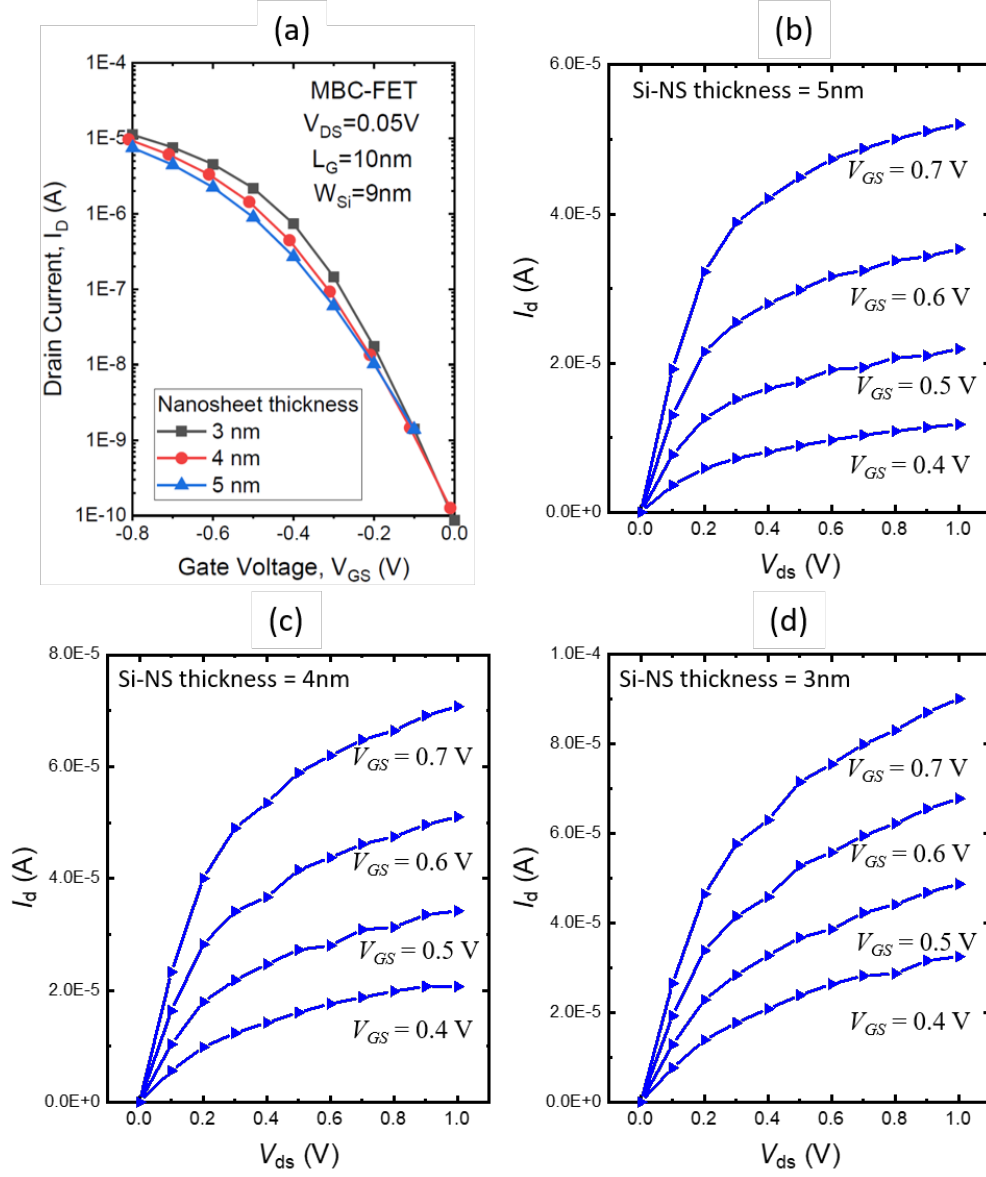 (a)
1E-4
1E-5
1E-6
1E-7
1E-8
1E-9
1E-10
Drain Current, I_D (A)
MBC-FET
V_DS=0.05V
L_G=10nm
W_Si=9nm
Nanosheet thickness
3 nm
4 nm
5 nm
-0.8 -0.6 -0.4 -0.2 0.0
Gate Voltage, V_GS (V)
(b)
6.0E-5
4.0E-5
2.0E-5
0.0E+0
I_d (A)
Si-NS thickness = 5nm
V_GS = 0.7 V
V_GS = 0.6 V
V_GS = 0.5 V
V_GS = 0.4 V
0.0 0.2 0.4 0.6 0.8 1.0
V_ds (V)
(c)
8.0E-5
6.0E-5
4.0E-5
2.0E-5
0.0E+0
I_d (A)
Si-NS thickness = 4nm
V_GS = 0.7 V
V_GS = 0.6 V
V_GS = 0.5 V
V_GS = 0.4 V
0.0 0.2 0.4 0.6 0.8 1.0
V_ds (V)
(d)
1.0E-4
8.0E-5
6.0E-5
4.0E-5
2.0E-5
0.0E+0
I_d (A)
Si-NS thickness = 3nm
V_GS = 0.7 V
V_GS = 0.6 V
V_GS = 0.5 V
V_GS = 0.4 V
0.0 0.2 0.4 0.6 0.8 1.0
V_ds (V)